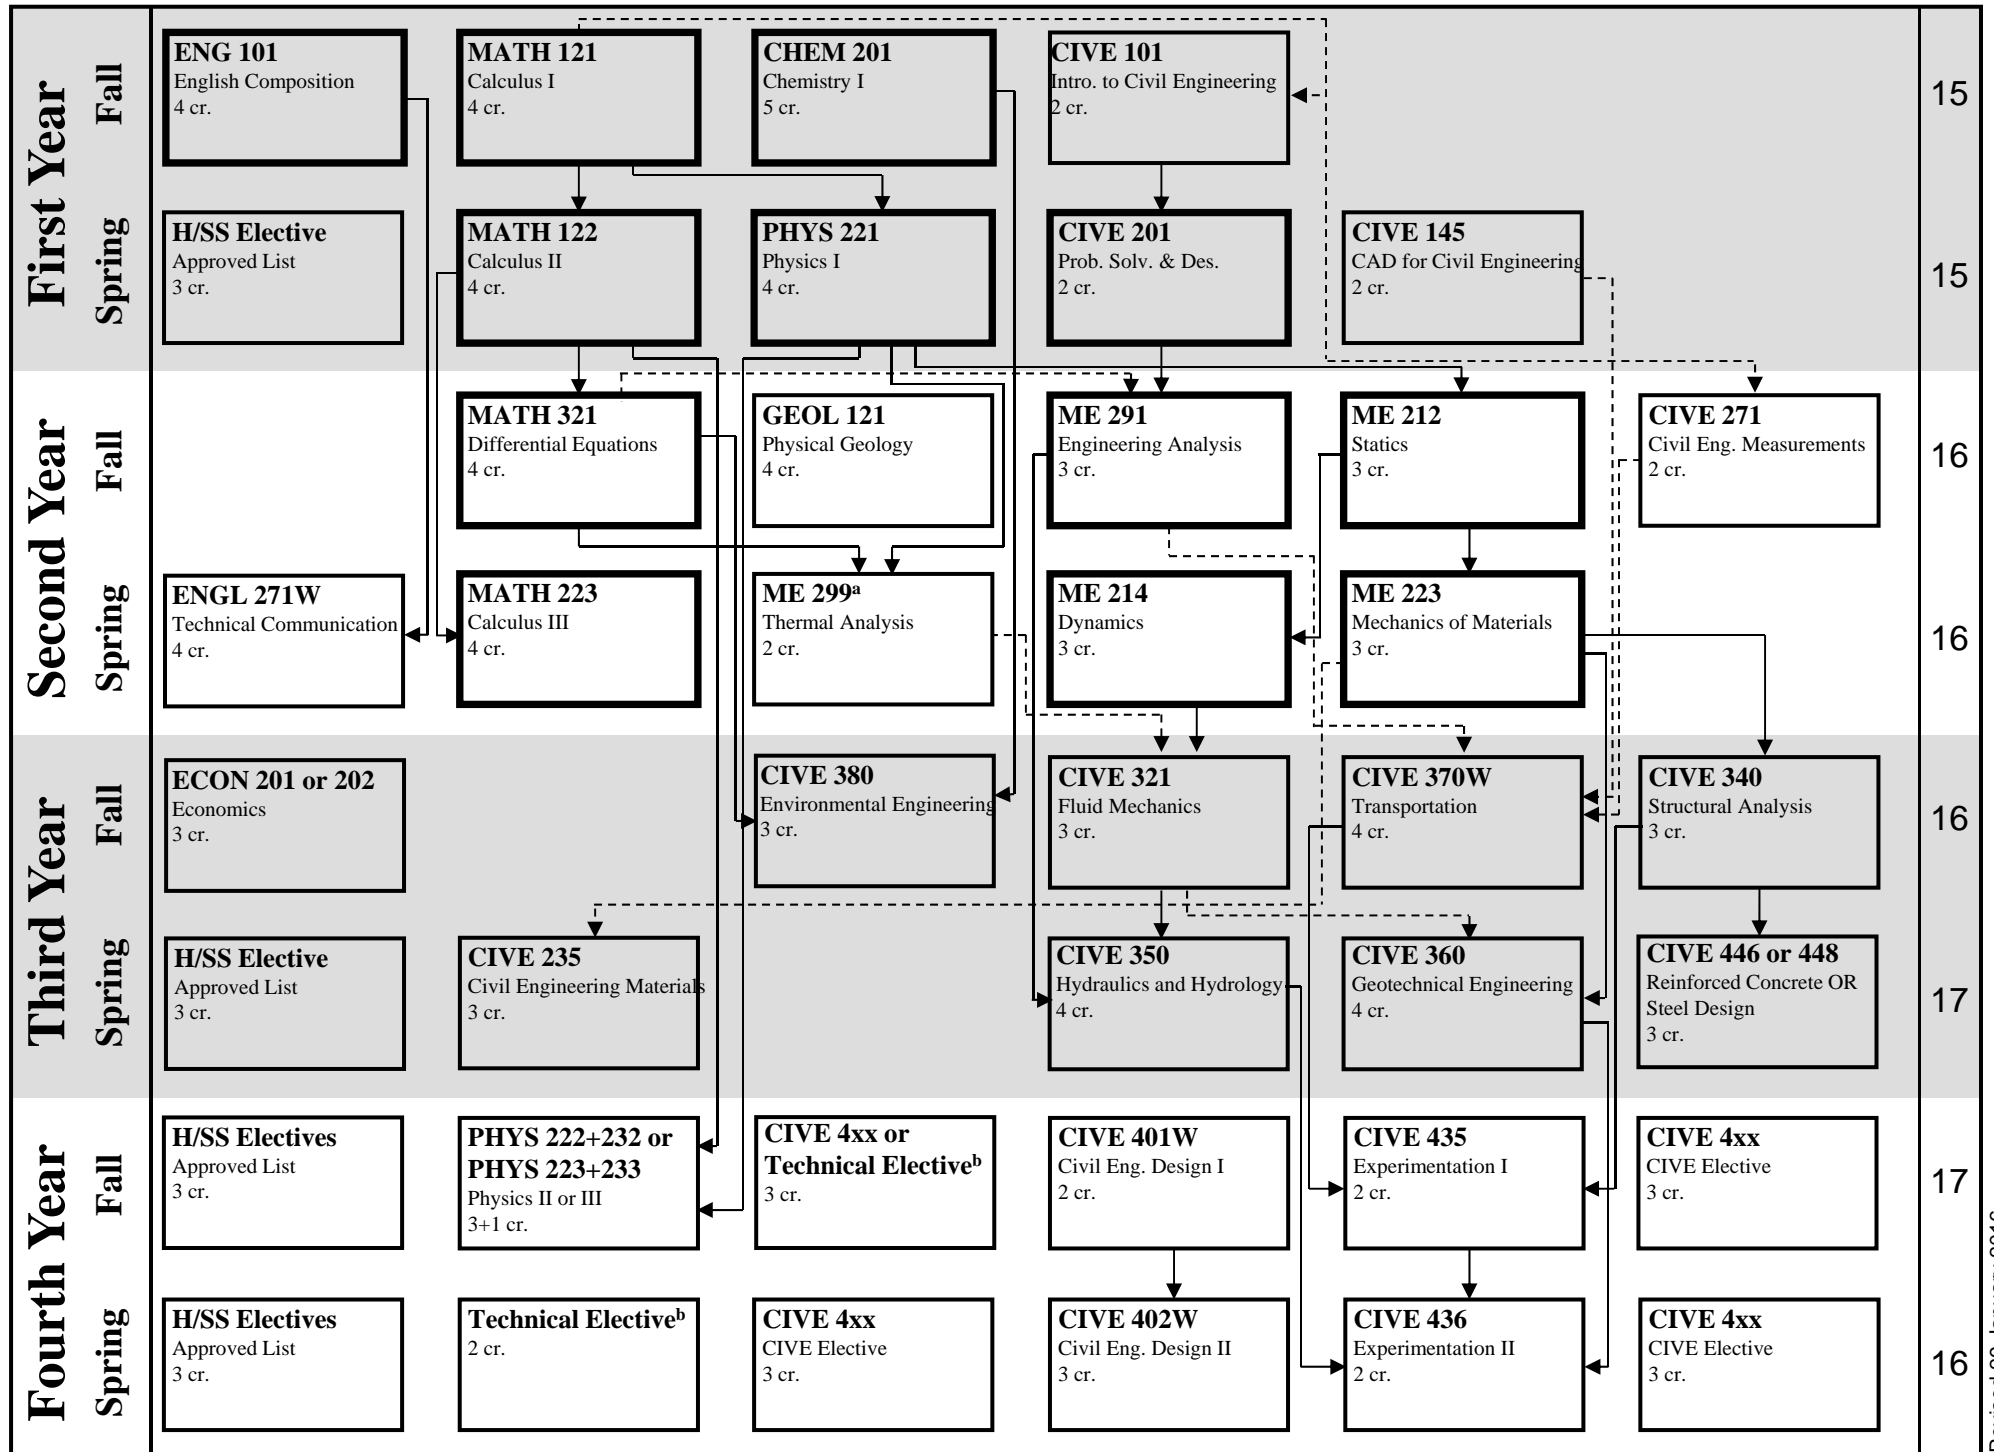 First Year
Fall
ENG 101
English Composition
4 cr.
MATH 121
Calculus I
4 cr.
CHEM 201
Chemistry I
5 cr.
CIVE 101
Intro. to Civil Engineering
2 cr.
15
Spring
H/SS Elective
Approved List
3 cr.
MATH 122
Calculus II
4 cr.
PHYS 221
Physics I
4 cr.
CIVE 201
Prob. Solv. & Des.
2 cr.
CIVE 145
CAD for Civil Engineering
2 cr.
15
Second Year
Fall
MATH 321
Differential Equations
4 cr.
GEOL 121
Physical Geology
4 cr.
ME 291
Engineering Analysis
3 cr.
ME 212
Statics
3 cr.
CIVE 271
Civil Eng. Measurements
2 cr.
16
Spring
ENGL 271W
Technical Communication
4 cr.
MATH 223
Calculus III
4 cr.
ME 299a
Thermal Analysis
2 cr.
ME 214
Dynamics
3 cr.
ME 223
Mechanics of Materials
3 cr.
16
Third Year
Fall
ECON 201 or 202
Economics
3 cr.
CIVE 380
Environmental Engineering
3 cr.
CIVE 321
Fluid Mechanics
3 cr.
CIVE 370W
Transportation
4 cr.
CIVE 340
Structural Analysis
3 cr.
16
Spring
H/SS Elective
Approved List
3 cr.
CIVE 235
Civil Engineering Materials
3 cr.
CIVE 350
Hydraulics and Hydrology
4 cr.
CIVE 360
Geotechnical Engineering
4 cr.
CIVE 446 or 448
Reinforced Concrete OR
Steel Design
3 cr.
17
Fourth Year
Fall
H/SS Electives
Approved List
3 cr.
PHYS 222+232 or
PHYS 223+233
Physics II or III
3+1 cr.
CIVE 4xx or
Technical Electiveb
3 cr.
CIVE 401W
Civil Eng. Design I
2 cr.
CIVE 435
Experimentation I
2 cr.
CIVE 4xx
CIVE Elective
3 cr.
17
Spring
H/SS Electives
Approved List
3 cr.
Technical Electiveb
2 cr.
CIVE 4xx
CIVE Elective
3 cr.
CIVE 402W
Civil Eng. Design II
3 cr.
CIVE 436
Experimentation II
2 cr.
CIVE 4xx
CIVE Elective
3 cr.
16